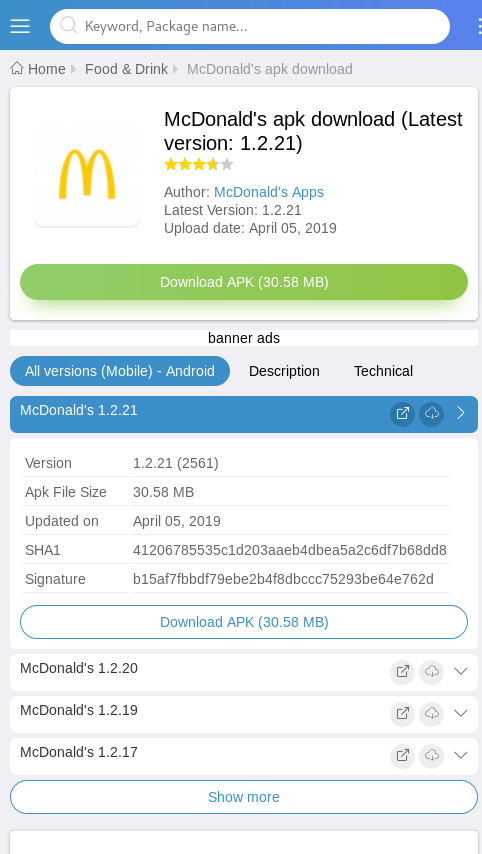 Keyword, Package name...
Home Food & Drink McDonald's apk download
McDonald's apk download (Latest
version: 1.2.21)
Author: McDonald's Apps
Latest Version: 1.2.21
Upload date: April 05, 2019
Download APK (30.58 MB)
banner ads
All versions (Mobile) - Android Description Technical
McDonald's 1.2.21
Version 1.2.21 (2561)
Apk File Size 30.58 MB
Updated on April 05, 2019
SHA1 41206785535c1d203aaeb4dbea5a2c6df7b68dd8
Signature b15af7fbbdf79ebe2b4f8dbccc75293be64e762d
Download APK (30.58 MB)
McDonald's 1.2.20
McDonald's 1.2.19
McDonald's 1.2.17
Show more